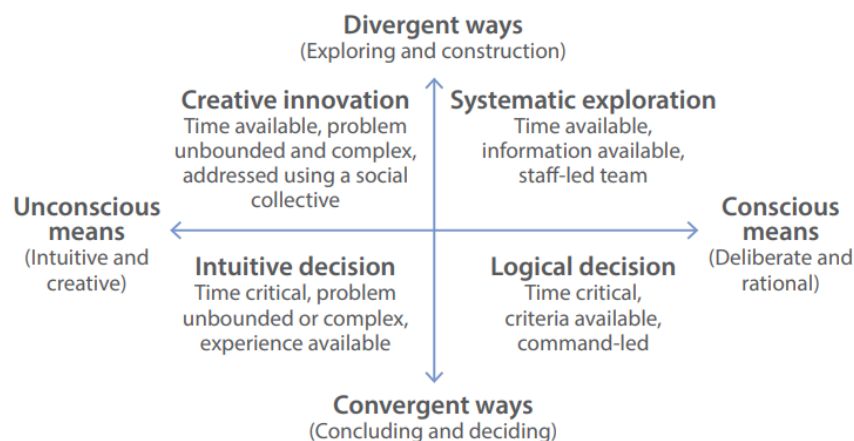 Divergent ways
(Exploring and construction)
Creative innovation
Time available, problem
unbounded and complex,
addressed using a social
collective
Systematic exploration
Time available,
information available,
staff-led team
Unconscious
means
(Intuitive and
creative)
Conscious
means
(Deliberate and
rational)
Intuitive decision
Time critical, problem
unbounded or complex,
experience available
Logical decision
Time critical,
criteria available,
command-led
Convergent ways
(Concluding and deciding)